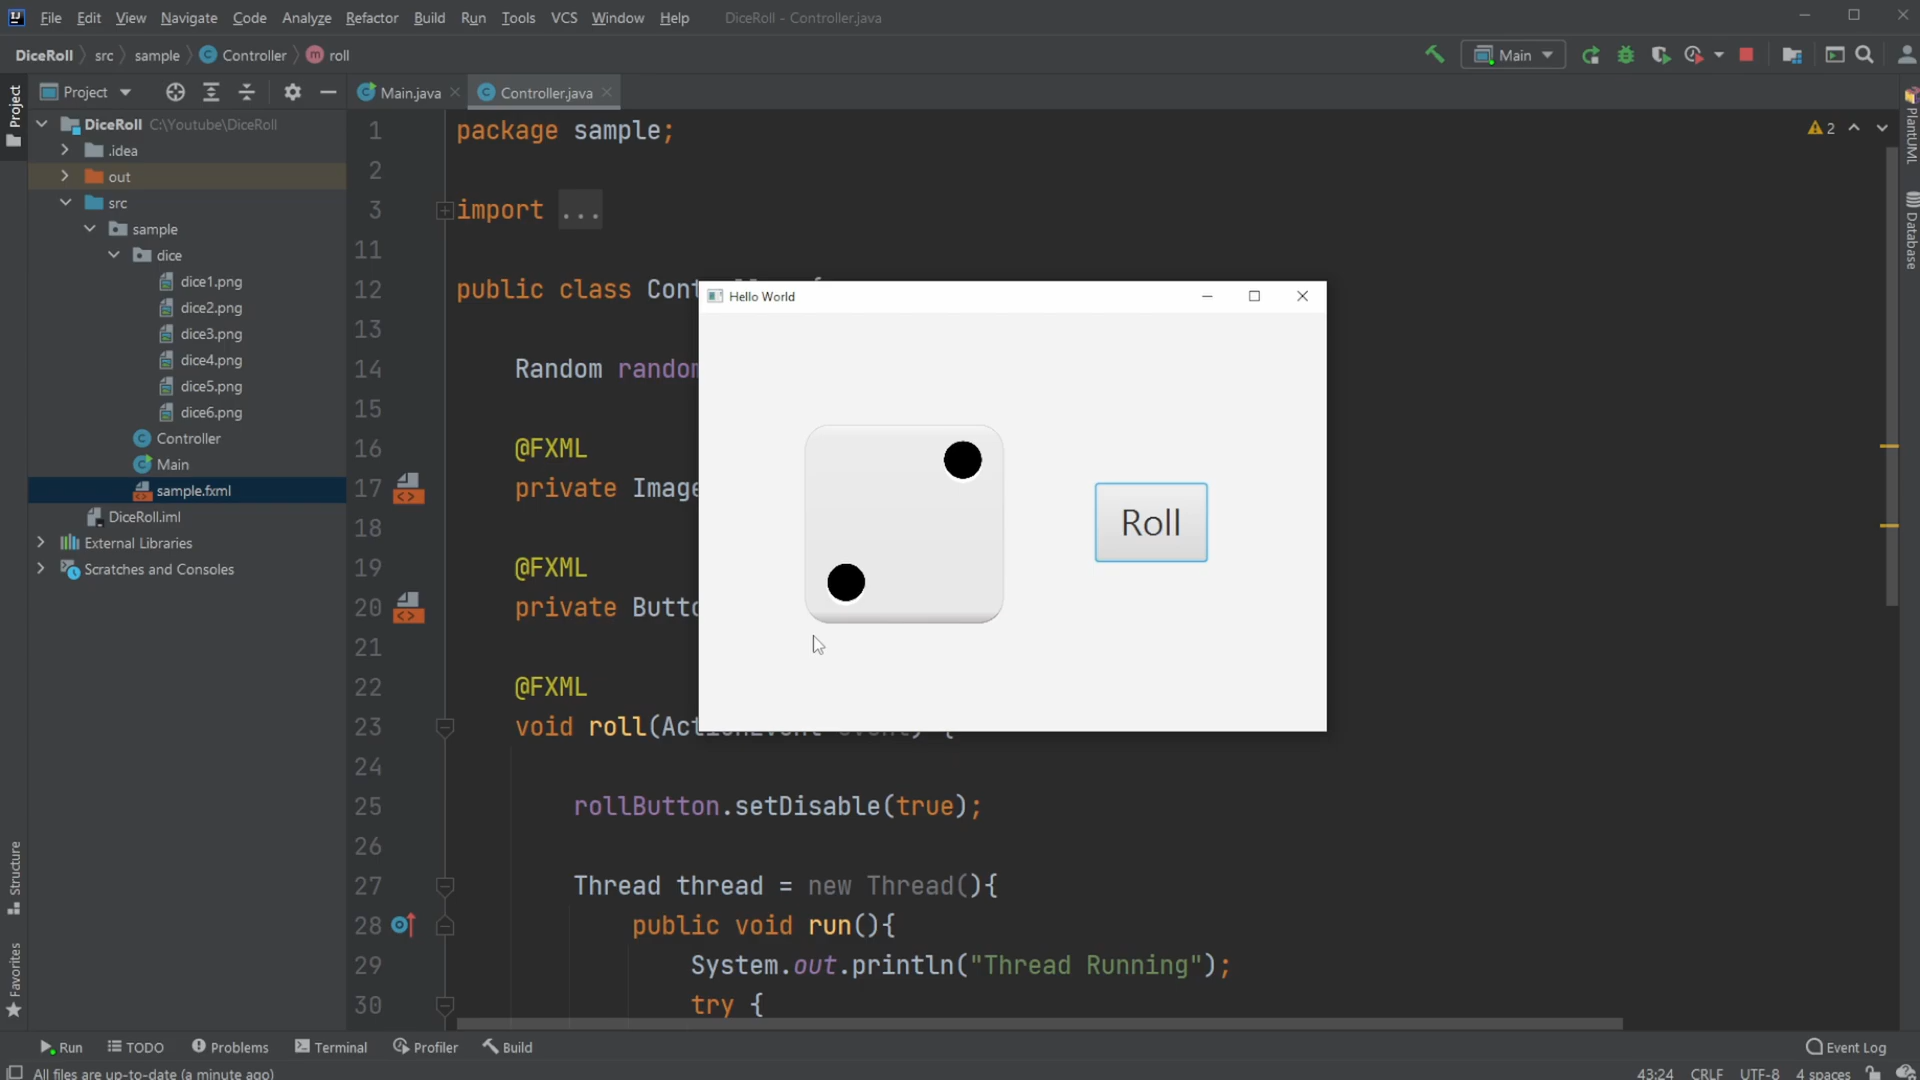 File Edit View Navigate Code Analyze Refactor Build Run Tools VCS Window Help DiceRoll - Controller.java
DiceRoll src sample Controller roll Main
Project Main.java Controller.java
DiceRoll C:\Youtube\DiceRoll
.idea
out
src
sample
dice
dice1.png
dice2.png
dice3.png
dice4.png
dice5.png
dice6.png
Controller
Main
sample.fxml
DiceRoll.iml
External Libraries
Scratches and Consoles
Project
Structure
Favorites
1 package sample;
2
3 import ...
11
12 public class Cont
13
14 Random random
15
16 @FXML
17 private Image
18
19 @FXML
20 private Butto
21
22 @FXML
23 void roll(ActionEvent event) {
24
25 rollButton.setDisable(true);
26
27 Thread thread = new Thread(){
28 public void run(){
29 System.out.println("Thread Running");
30 try {
Hello World
Roll
2
PlantUML
Database
Run TODO Problems Terminal Profiler Build Event Log
All files are up-to-date (a minute ago) 43:24 CRLF UTF-8 4 spaces